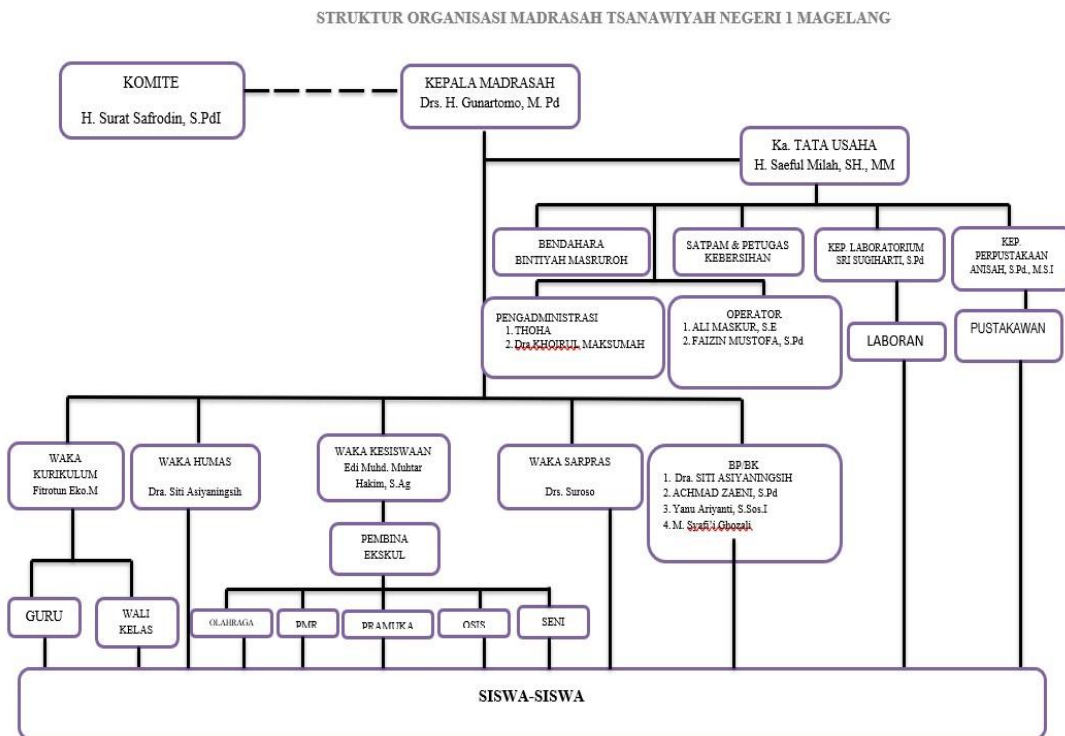 STRUKTUR ORGANISASI MADRASAH TSANAWIYAH NEGERI 1 MAGELANG
KOMITE
H. Surat Safrodin, S.PdI
KEPALA MADRASAH
Drs. H. Gunartomo, M. Pd
Ka. TATA USAHA
H. Saeful Milah, SH., MM
BENDAHARA
BINTIYAH MASRUROH
SATPAM & PETUGAS
KEBERSIHAN
KEP. LABORATORIUM
SRI SUGIHARTI, S.Pd
KEP.
PERPUSTAKAAN
ANISAH, S.Pd., M.S.I
PENGADMINISTRASI
1. THOHA
2. Dra.KHOIRUL MAKSUMAH
OPERATOR
1. ALI MASKUR, S.E
2. FAIZIN MUSTOFA, S.Pd
LABORAN
PUSTAKAWAN
WAKA
KURIKULUM
Fitrotun Eko.M
WAKA HUMAS
Dra. Siti Asiyaningsih
WAKA KESISWAAN
Edi Muhd. Muhtar
Hakim, S.Ag
WAKA SARPRAS
Drs. Suroso
BP/BK
1. Dra. SITI ASIYANINGSIH
2. ACHMAD ZAENI, S.Pd
3. Yanu Ariyanti, S.Sos.I
4. M. Syafi'i Ghozali
PEMBINA
EKSKUL
GURU
WALI
KELAS
OLAHRAGA
PMR
PRAMUKA
OSIS
SENI
SISWA-SISWA